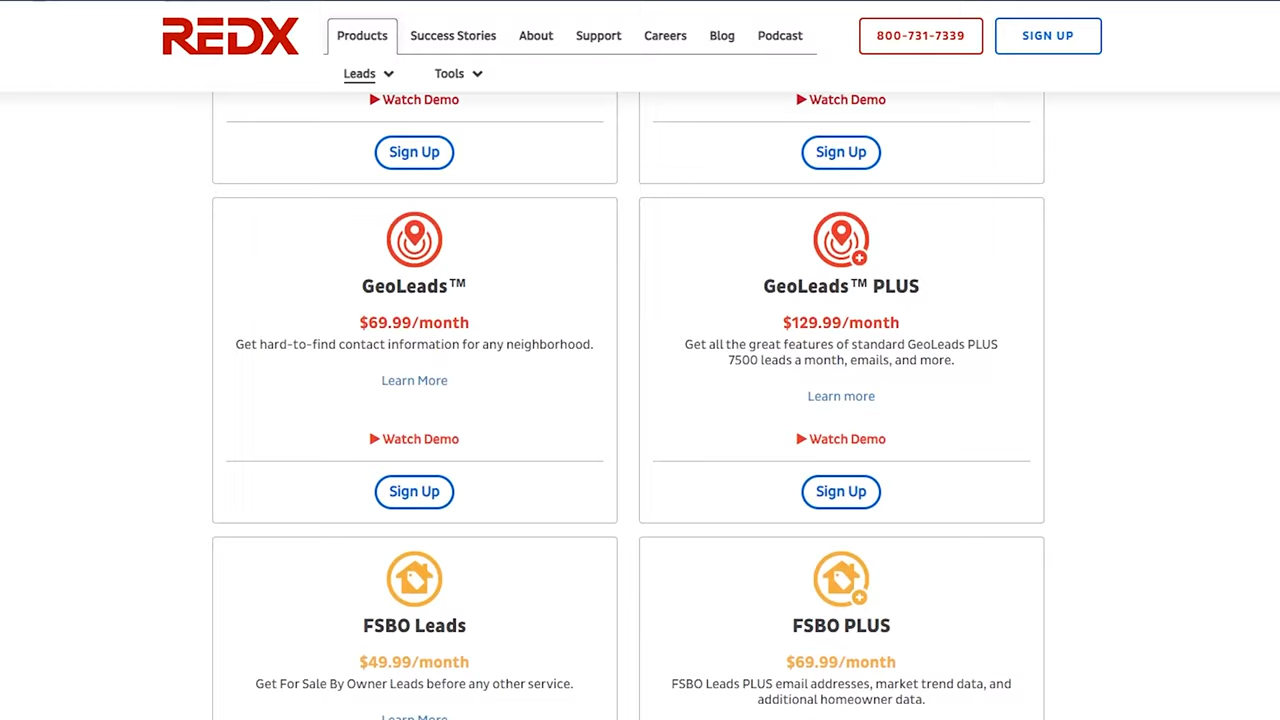 REDX
Products Success Stories About Support Careers Blog Podcast
800-731-7339
SIGN UP
Leads Tools
Watch Demo
Sign Up
Watch Demo
Sign Up
GeoLeads™
$69.99/month
Get hard-to-find contact information for any neighborhood.
Learn More
Watch Demo
Sign Up
GeoLeads™ PLUS
$129.99/month
Get all the great features of standard GeoLeads PLUS
7500 leads a month, emails, and more.
Learn more
Watch Demo
Sign Up
FSBO Leads
$49.99/month
Get For Sale By Owner Leads before any other service.
Learn More
FSBO PLUS
$69.99/month
FSBO Leads PLUS email addresses, market trend data, and
additional homeowner data.